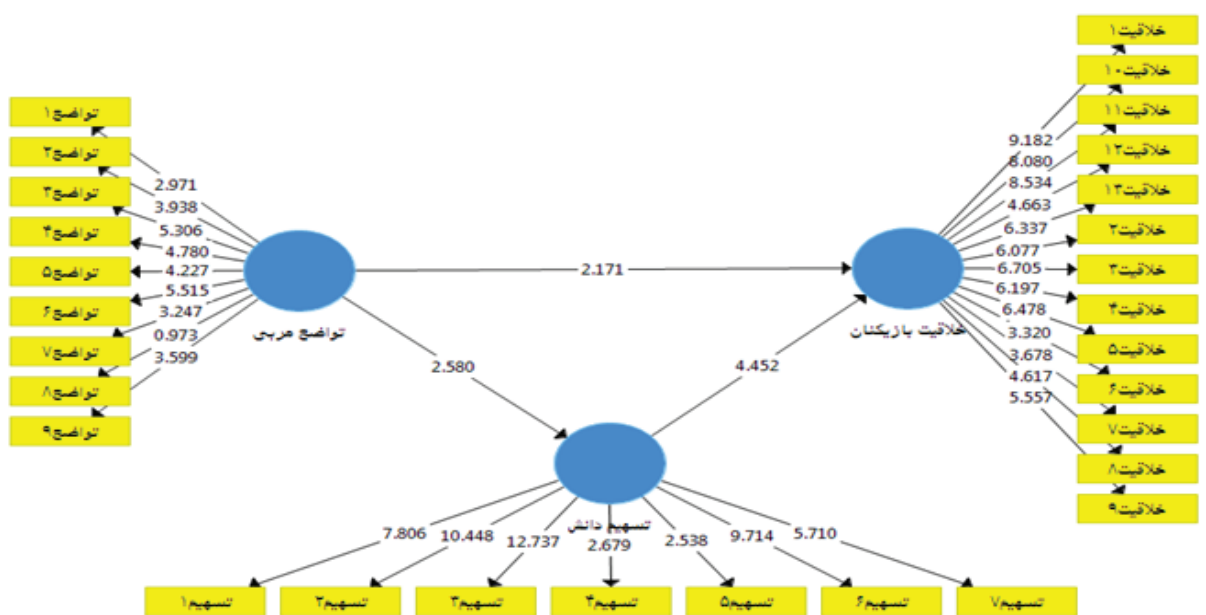 تواضع۱
تواضع۲
تواضع۳
تواضع۴
تواضع۵
تواضع۶
تواضع۷
تواضع۸
تواضع۹
2.971
3.938
5.306
4.780
4.227
5.515
3.247
0.973
3.599
تواضع مربی
2.171
2.580
4.452
خلاقیت بازیکنان
9.182
8.080
8.534
4.663
6.337
6.077
6.705
6.197
6.478
3.320
3.678
4.617
5.557
خلاقیت۱
خلاقیت۱۰
خلاقیت۱۱
خلاقیت۱۲
خلاقیت۱۳
خلاقیت۲
خلاقیت۳
خلاقیت۴
خلاقیت۵
خلاقیت۶
خلاقیت۷
خلاقیت۸
خلاقیت۹
تسهیم دانش
7.806
10.448
12.737
2.679
2.538
9.714
5.710
تسهیم۱
تسهیم۲
تسهیم۳
تسهیم۴
تسهیم۵
تسهیم۶
تسهیم۷